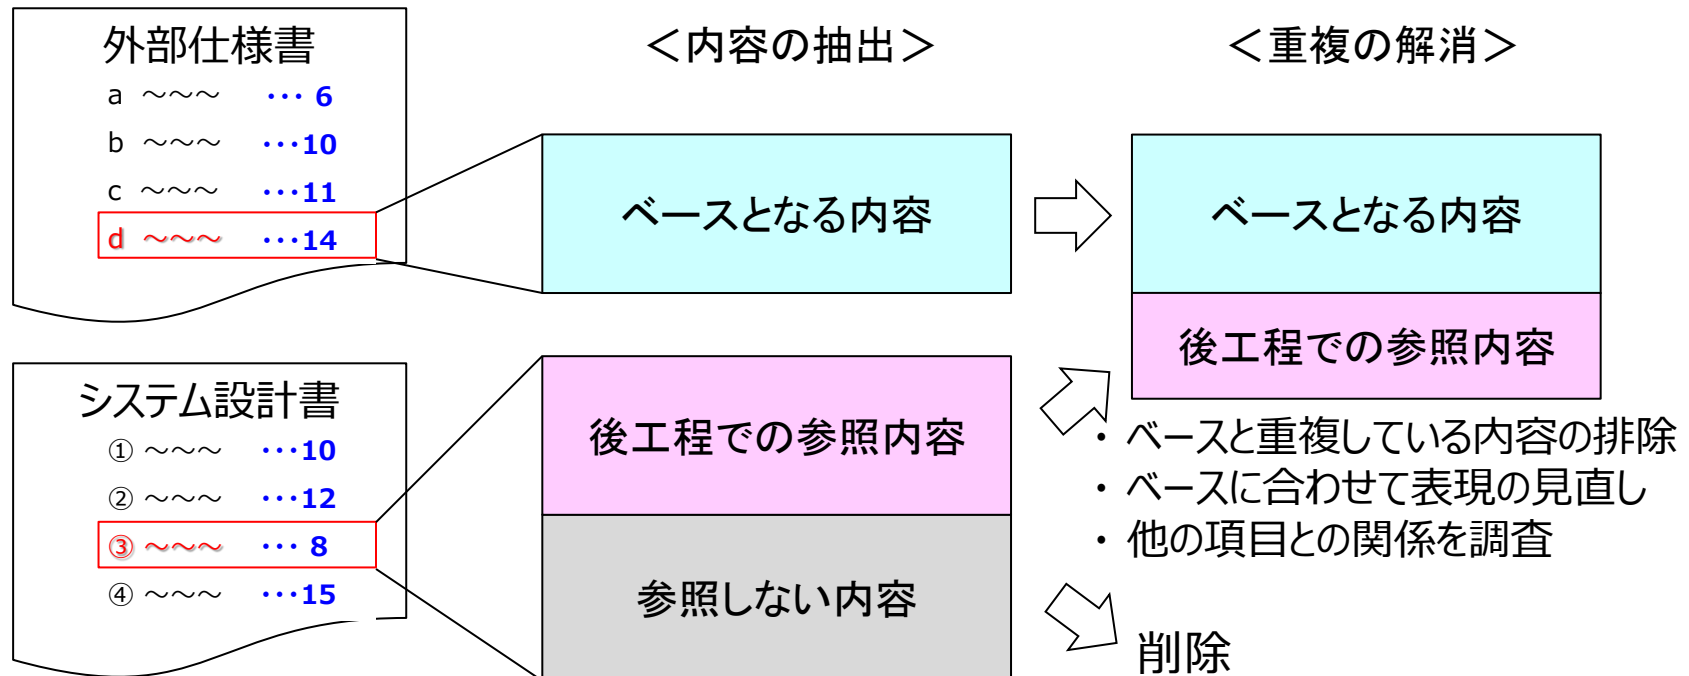 外部仕様書
a ～～～ ･･･ 6
b ～～～ ･･･10
c ～～～ ･･･11
d ～～～ ･･･14
システム設計書
① ～～～ ･･･10
② ～～～ ･･･12
③ ～～～ ･･･ 8
④ ～～～ ･･･15
＜内容の抽出＞
ベースとなる内容
後工程での参照内容
参照しない内容
＜重複の解消＞
ベースとなる内容
後工程での参照内容
・ ベースと重複している内容の排除
・ ベースに合わせて表現の見直し
・ 他の項目との関係を調査
削除